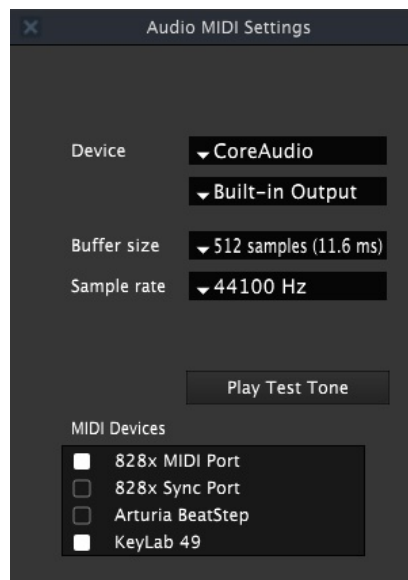 Audio MIDI Settings
Device
CoreAudio
Built-in Output
Buffer size
512 samples (11.6 ms)
Sample rate
44100 Hz
Play Test Tone
MIDI Devices
828x MIDI Port
828x Sync Port
Arturia BeatStep
KeyLab 49